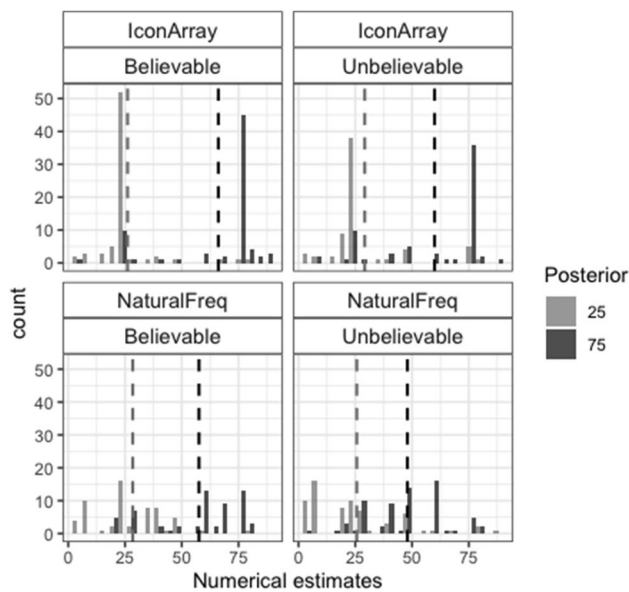 IconArray IconArray
Believable Unbelievable
50
40
30
20
10
0
NaturalFreq NaturalFreq
Believable Unbelievable
50
40
30
20
10
0
0 25 50 75 0 25 50 75
Numerical estimates
count
Posterior
25
75